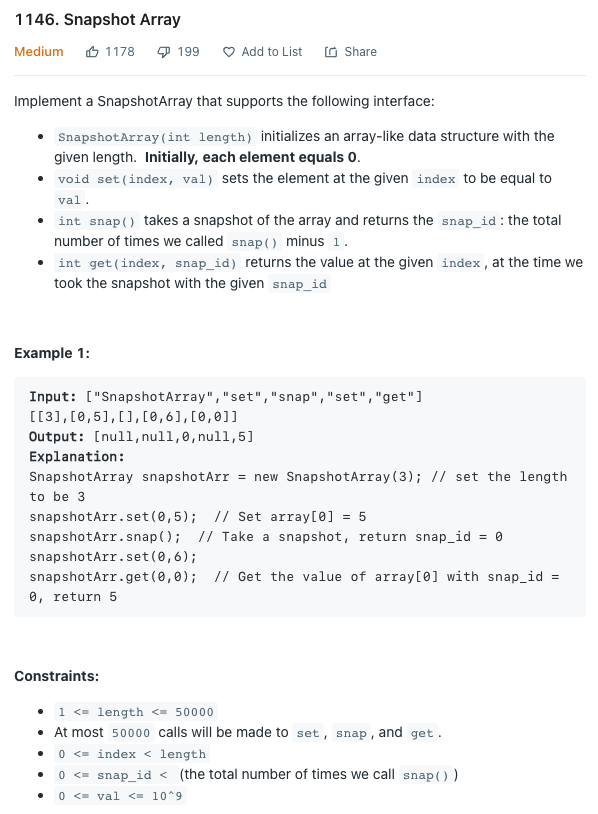 1146. Snapshot Array
Medium 1178 199 Add to List Share
Implement a SnapshotArray that supports the following interface:
• SnapshotArray(int length) initializes an array-like data structure with the
given length. Initially, each element equals 0.
• void set(index, val) sets the element at the given index to be equal to
val .
• int snap() takes a snapshot of the array and returns the snap_id : the total
number of times we called snap() minus 1 .
• int get(index, snap_id) returns the value at the given index , at the time we
took the snapshot with the given snap_id
Example 1:
Input: ["SnapshotArray","set","snap","set","get"]
[[3],[0,5],[],[0,6],[0,0]]
Output: [null,null,0,null,5]
Explanation:
SnapshotArray snapshotArr = new SnapshotArray(3); // set the length
to be 3
snapshotArr.set(0,5);  // Set array[0] = 5
snapshotArr.snap();  // Take a snapshot, return snap_id = 0
snapshotArr.set(0,6);
snapshotArr.get(0,0);  // Get the value of array[0] with snap_id =
0, return 5
Constraints:
• 1 <= length <= 50000
• At most 50000 calls will be made to set , snap , and get .
• 0 <= index < length
• 0 <= snap_id < (the total number of times we call snap() )
• 0 <= val <= 10^9